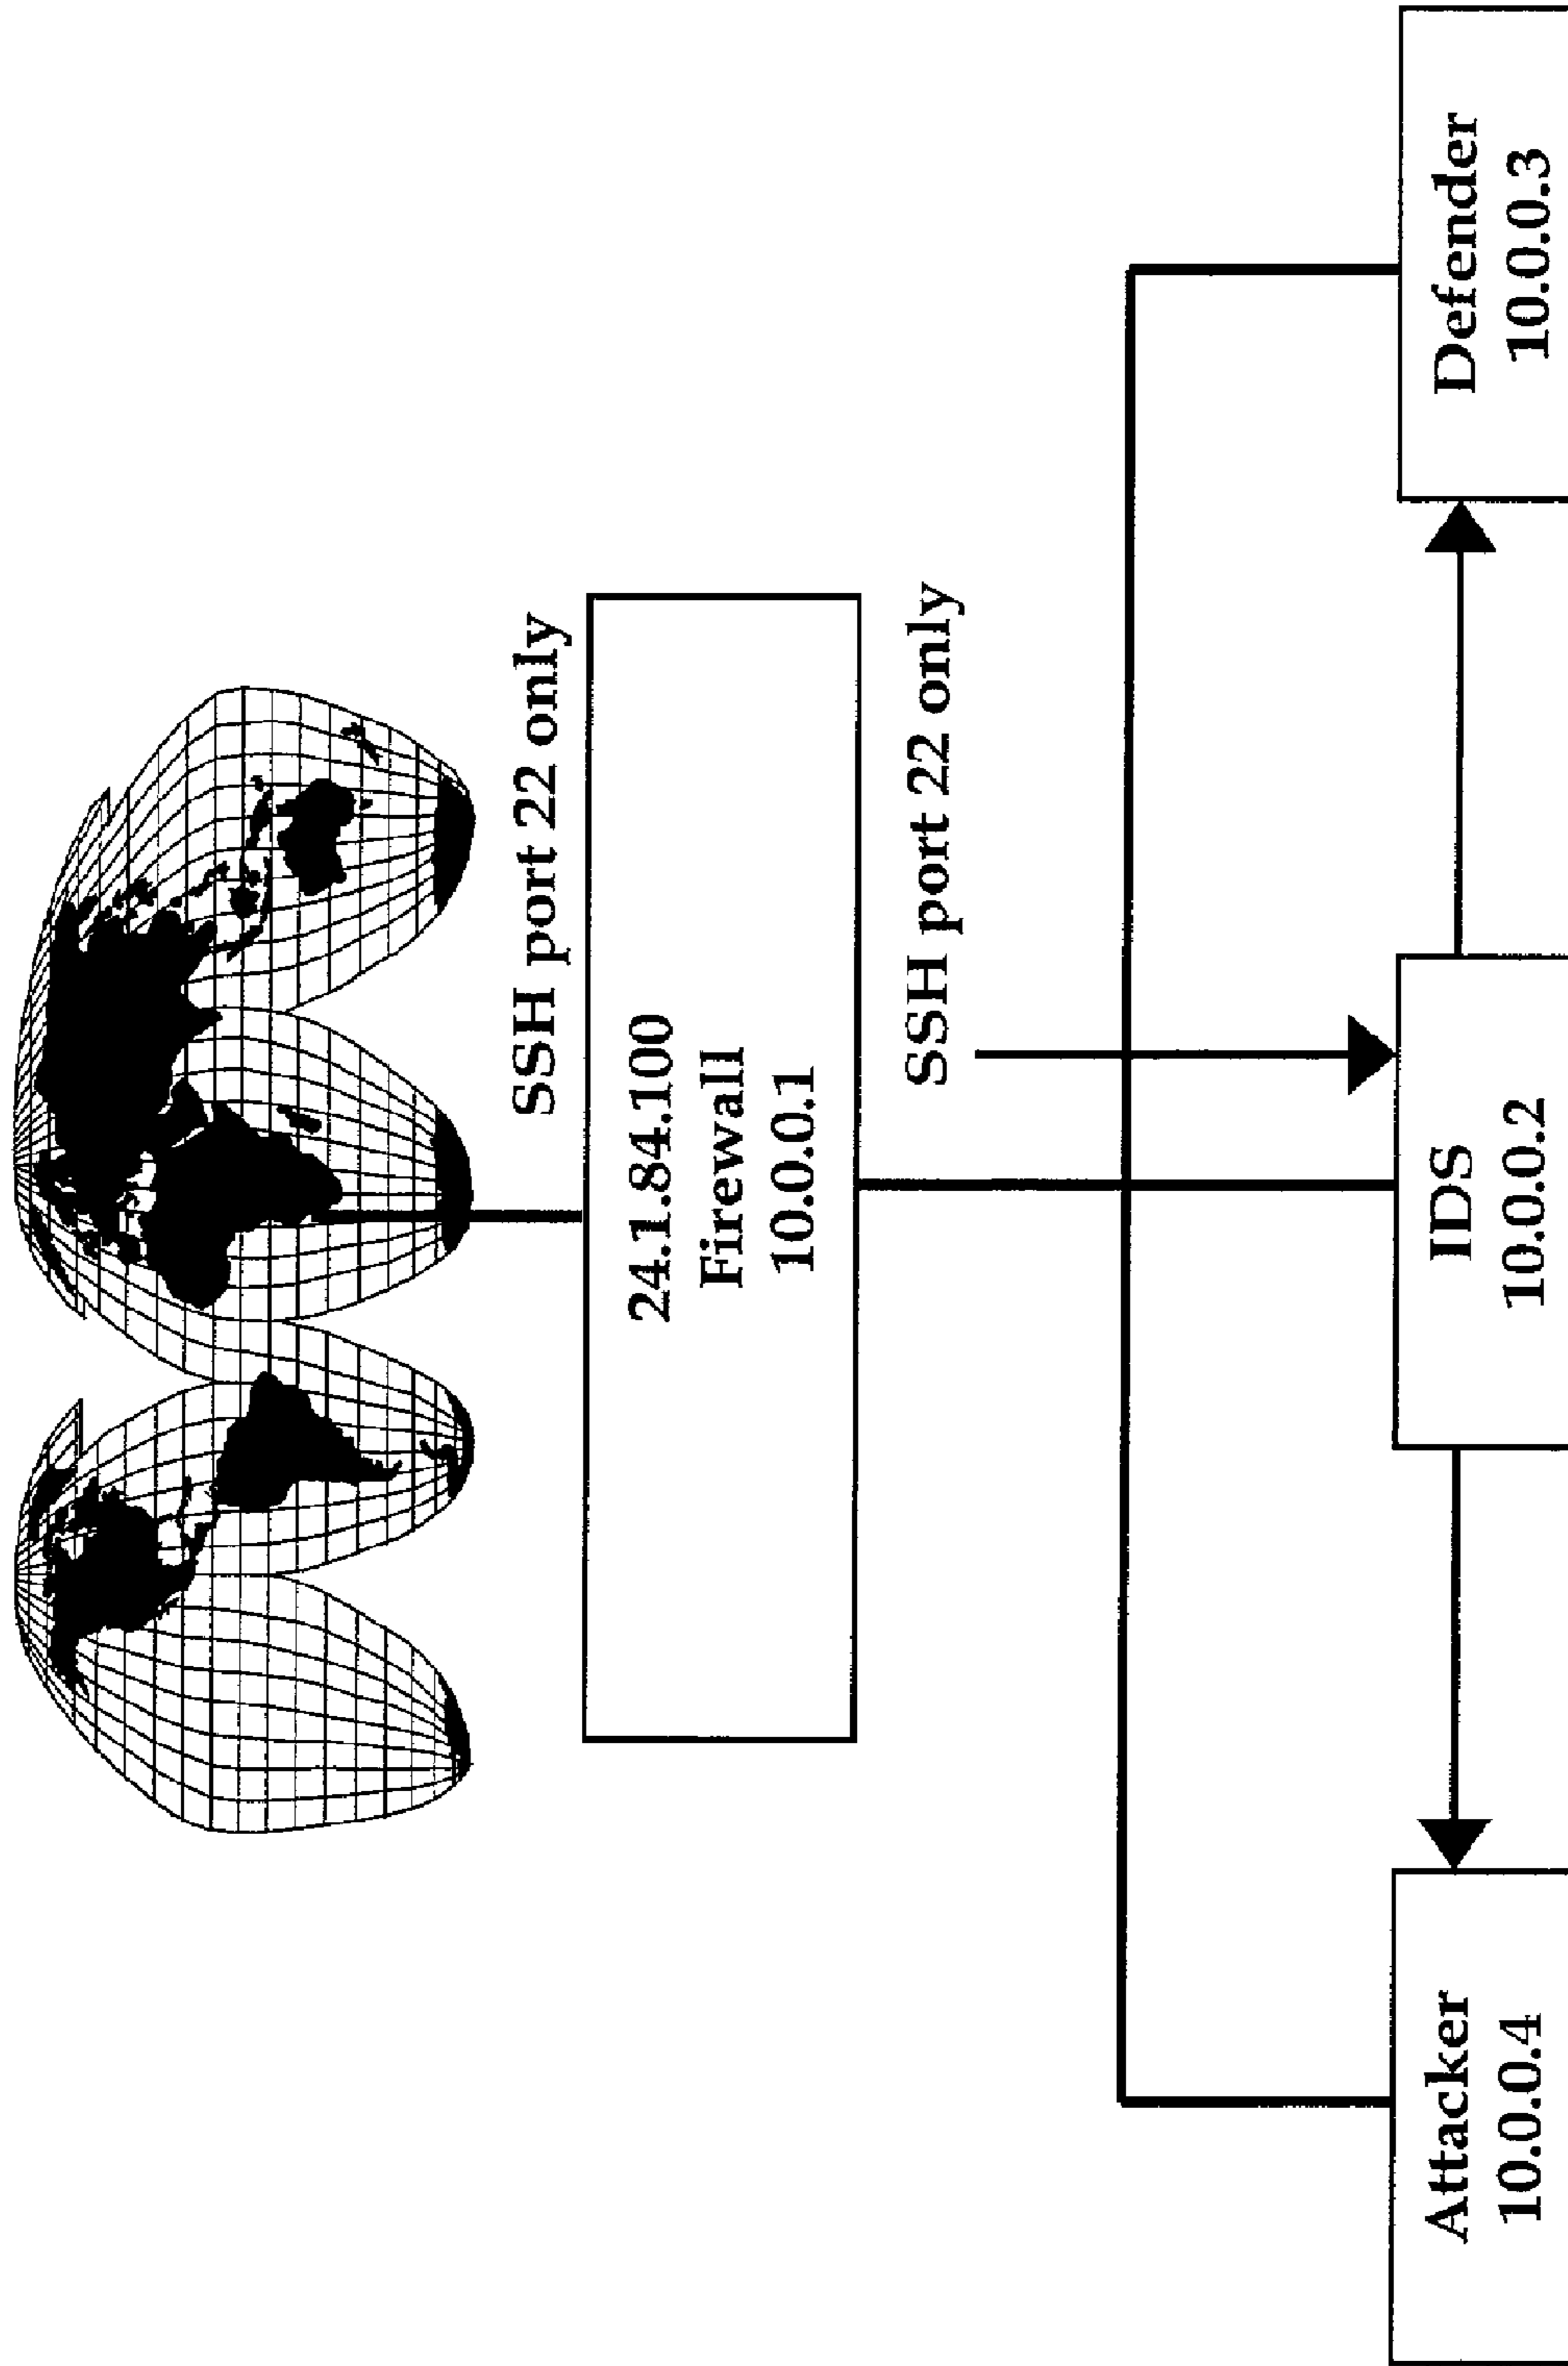 SSH port 22 only
24.1.84.100
Firewall
10.0.0.1
SSH port 22 only
Attacker
10.0.0.4
IDS
10.0.0.2
Defender
10.0.0.3